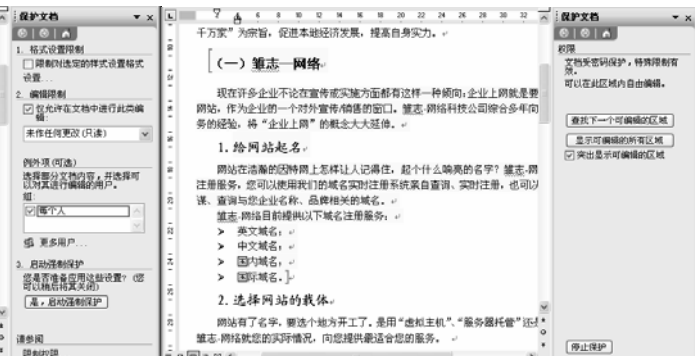 保护文档
1. 格式设置限制
限制对选定的样式设置格式
设置...
2. 编辑限制
仅允许在文档中进行此类编辑:
未作任何更改(只读)
例外项(可选)
选择部分文档内容，并选择可以对其进行编辑的用户。
组:
每个人
更多用户...
3. 启动强制保护
您是否准备应用这些设置? (您可以稍后将其关闭)
是，启动强制保护
请参阅
限制权限
L
2 4 6 8 10 12 14 16 18 20 22 24 26 28 30 32
千万家”为宗旨，促进本地经济发展，提高自身实力。
（一）雏志—网络
现在许多企业不论在宣传或实施方面都有这样一种倾向：企业上网就是要
网站，作为企业的一个对外宣传/销售的窗口。雏志-网络科技公司综合多年向
务的经验，将“企业上网”的概念大大延伸。
1. 给网站起名
网站在浩瀚的因特网上怎样让人记得住，起个什么响亮的名字? 雏志-网
注册服务，您可以使用我们的域名实时注册系统亲自查询、实时注册，也可以
谋、查询与您企业名称、品牌相关的域名。
雏志-网络目前提供以下域名注册服务：
➢ 英文域名；
➢ 中文域名；
➢ 国内域名；
➢ 国际域名。
2. 选择网站的载体
网站有了名字，要选个地方开工了。是用“虚拟主机”、“服务器托管”还
雏志-网络就您的实际情况，向您提供最适合您的服务。
保护文档
权限
文档受密码保护，特殊限制有效。
可以在此区域内自由编辑。
查找下一个可编辑的区域
显示可编辑的所有区域
突出显示可编辑的区域
停止保护